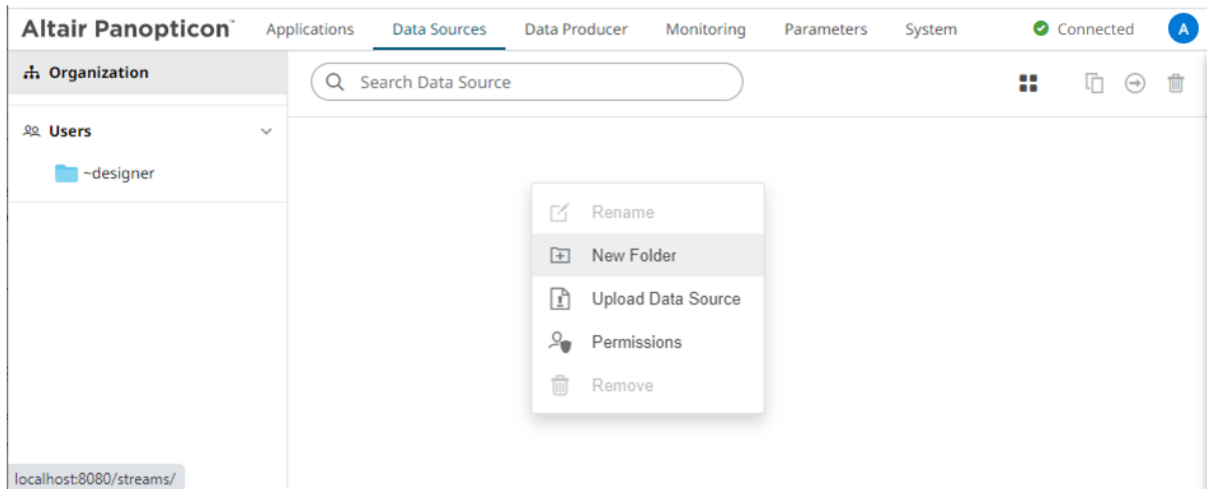 Altair Panopticon™ Applications Data Sources Data Producer Monitoring Parameters System Connected A
Organization
Search Data Source
Users
~designer
Rename
New Folder
Upload Data Source
Permissions
Remove
localhost:8080/streams/